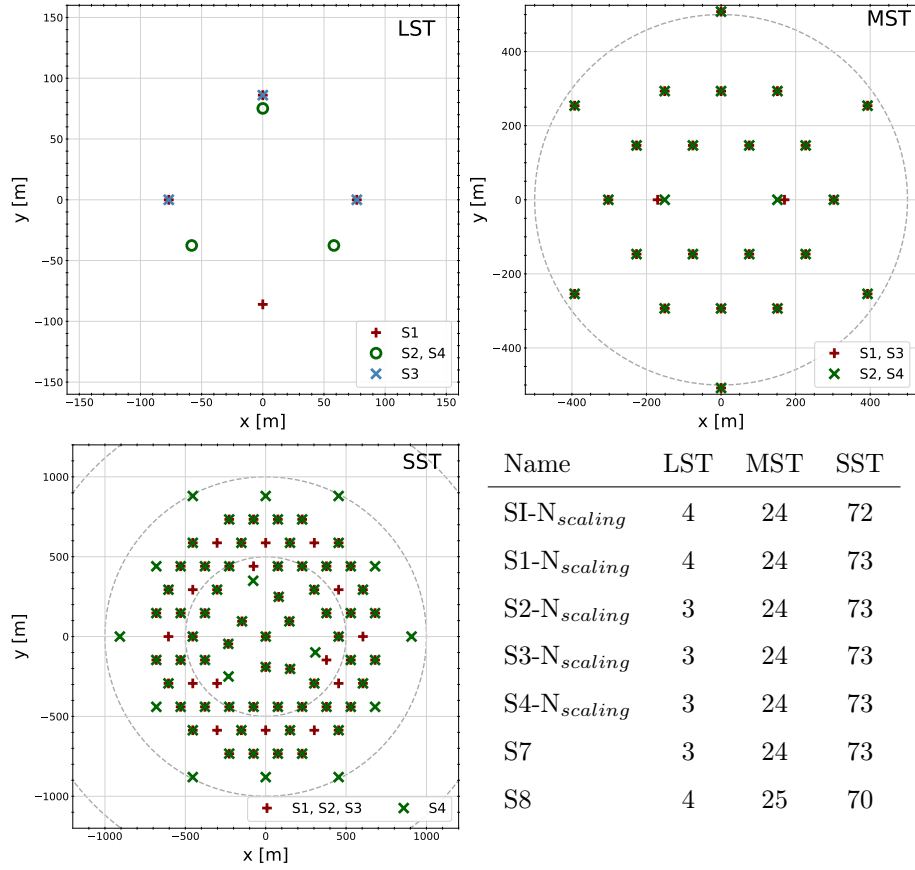 LST
150
100
50
0
−50
−100
−150
y [m]
−150 −100 −50 0 50 100 150
x [m]
S1
S2, S4
S3
MST
400
200
0
−200
−400
y [m]
−400 −200 0 200 400
x [m]
S1, S3
S2, S4
SST
1000
500
0
−500
−1000
y [m]
−1000 −500 0 500 1000
x [m]
S1, S2, S3 S4
Name LST MST SST
SI-N_scaling 4 24 72
S1-N_scaling 4 24 73
S2-N_scaling 3 24 73
S3-N_scaling 3 24 73
S4-N_scaling 3 24 73
S7 3 24 73
S8 4 25 70